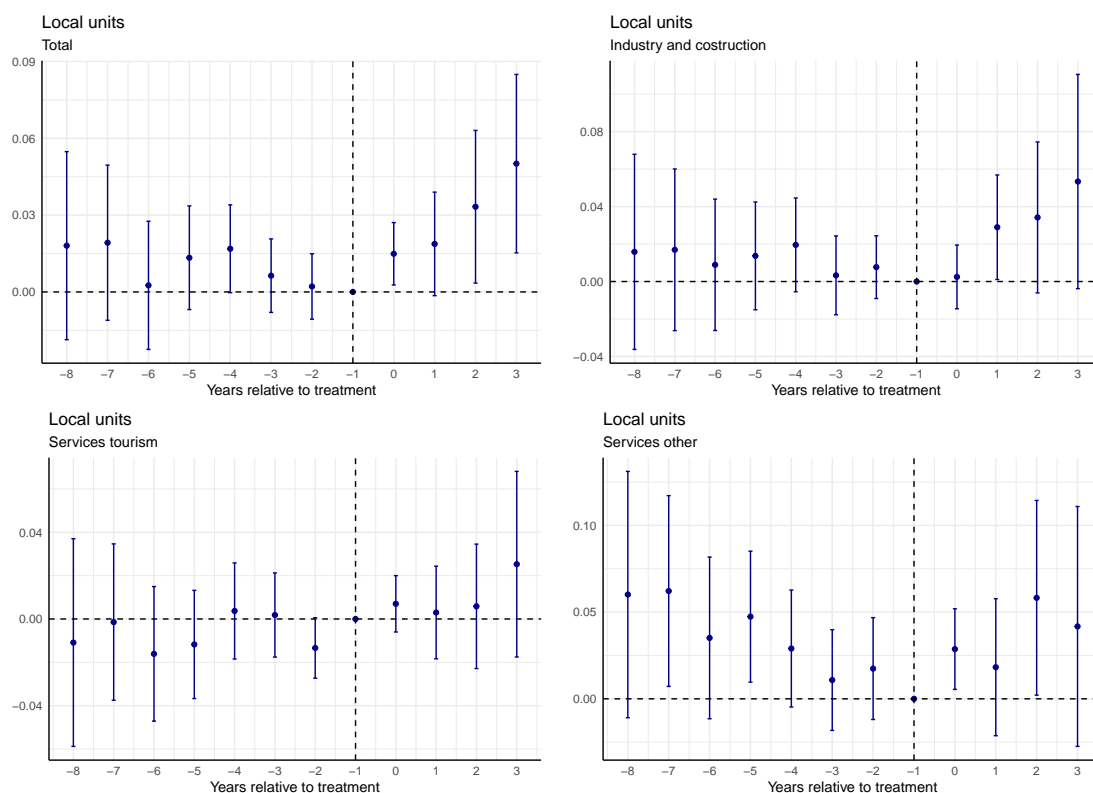 Local units
Total
0.09
0.06
0.03
0.00
−8 −7 −6 −5 −4 −3 −2 −1 0 1 2 3
Years relative to treatment
Local units
Industry and costruction
0.08
0.04
0.00
−0.04
−8 −7 −6 −5 −4 −3 −2 −1 0 1 2 3
Years relative to treatment
Local units
Services tourism
0.04
0.00
−0.04
−8 −7 −6 −5 −4 −3 −2 −1 0 1 2 3
Years relative to treatment
Local units
Services other
0.10
0.05
0.00
−8 −7 −6 −5 −4 −3 −2 −1 0 1 2 3
Years relative to treatment